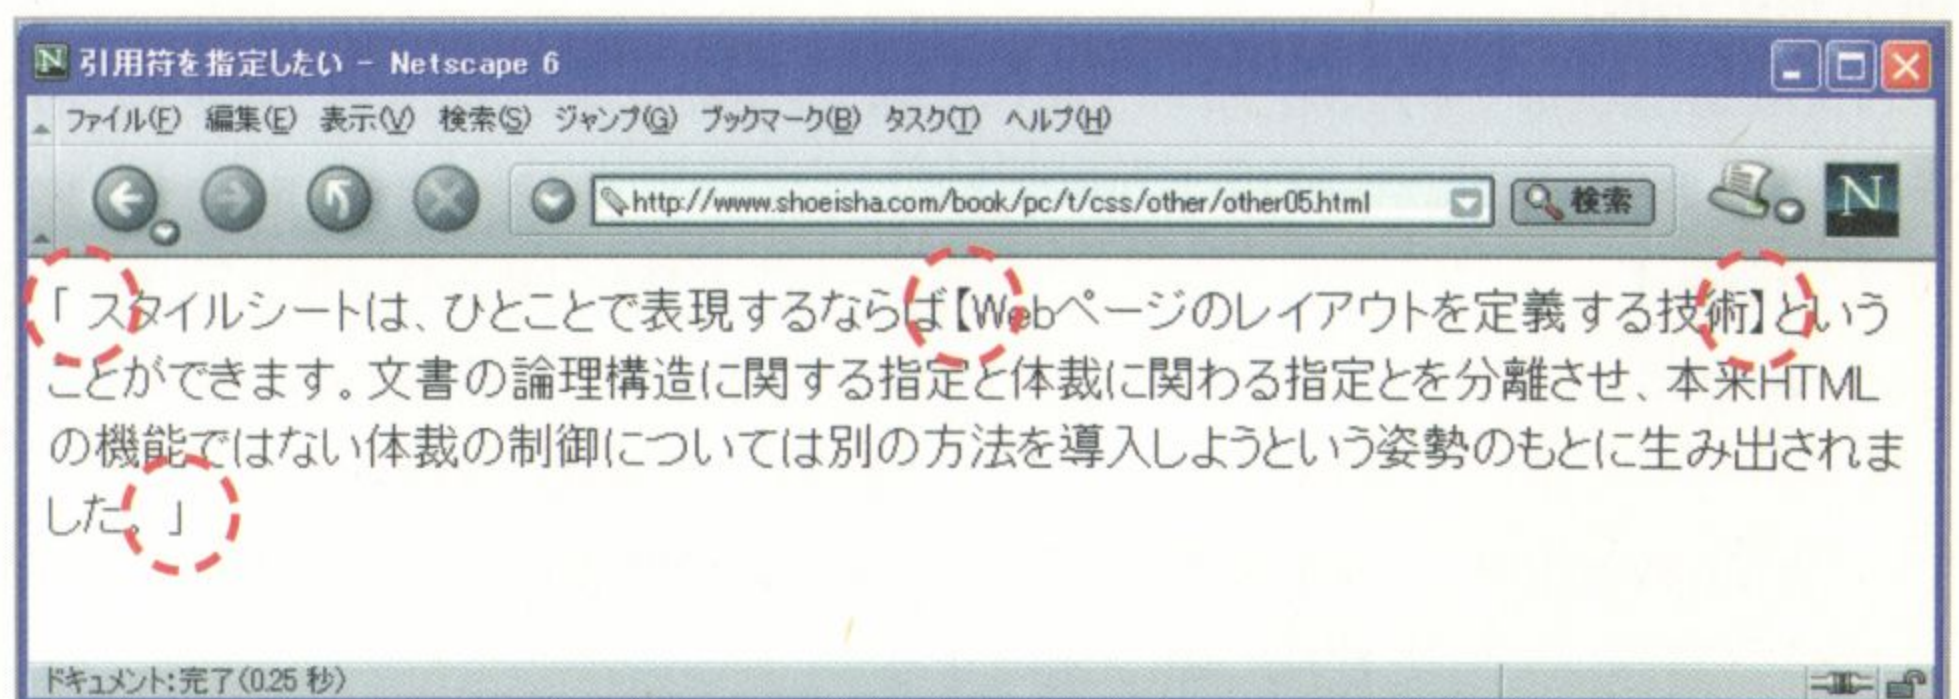 引用符を指定したい - Netscape 6
ファイル(F) 編集(E) 表示(V) 検索(S) ジャンプ(G) ブックマーク(B) タスク(T) ヘルプ(H)
http://www.shoeisha.com/book/pc/t/css/other/other05.html 検索 N
「スタイルシートは、ひとことで表現するならば【Webページのレイアウトを定義する技術】という
ことができます。文書の論理構造に関する指定と体裁に関わる指定とを分離させ、本来HTML
の機能ではない体裁の制御については別の方法を導入しようという姿勢のもとに生み出されま
した。」
ドキュメント:完了(0.25 秒)